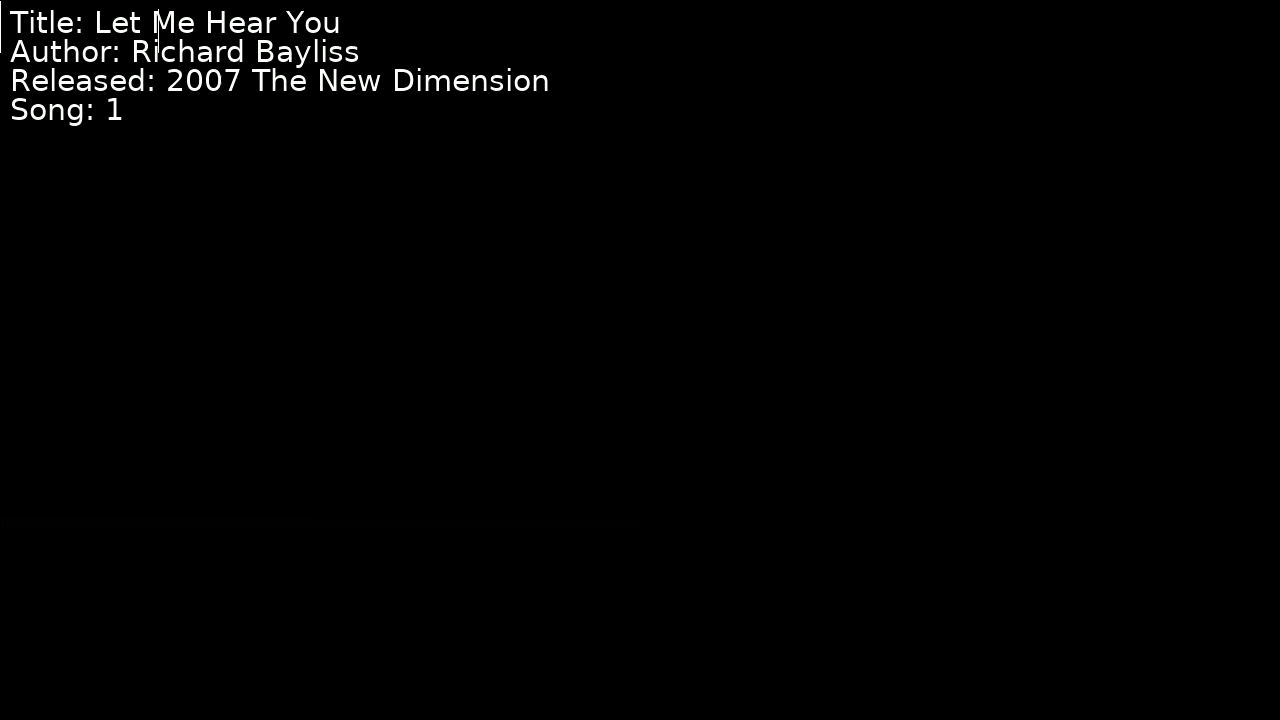 Title: Let Me Hear You
Author: Richard Bayliss
Released: 2007 The New Dimension
Song: 1